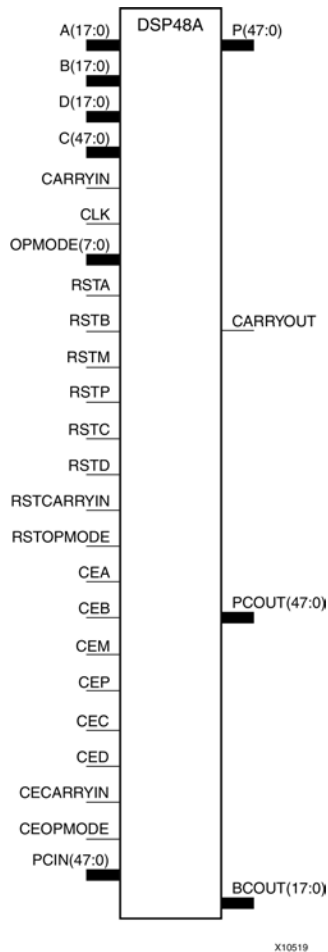 DSP48A
A(17:0)
P(47:0)
B(17:0)
D(17:0)
C(47:0)
CARRYIN
CLK
OPMODE(7:0)
RSTA
RSTB
CARRYOUT
RSTM
RSTP
RSTC
RSTD
RSTCARRYIN
RSTOPMODE
CEA
CEB
PCOUT(47:0)
CEM
CEP
CEC
CED
CECARRYIN
CEOPMODE
PCIN(47:0)
BCOUT(17:0)
X10519